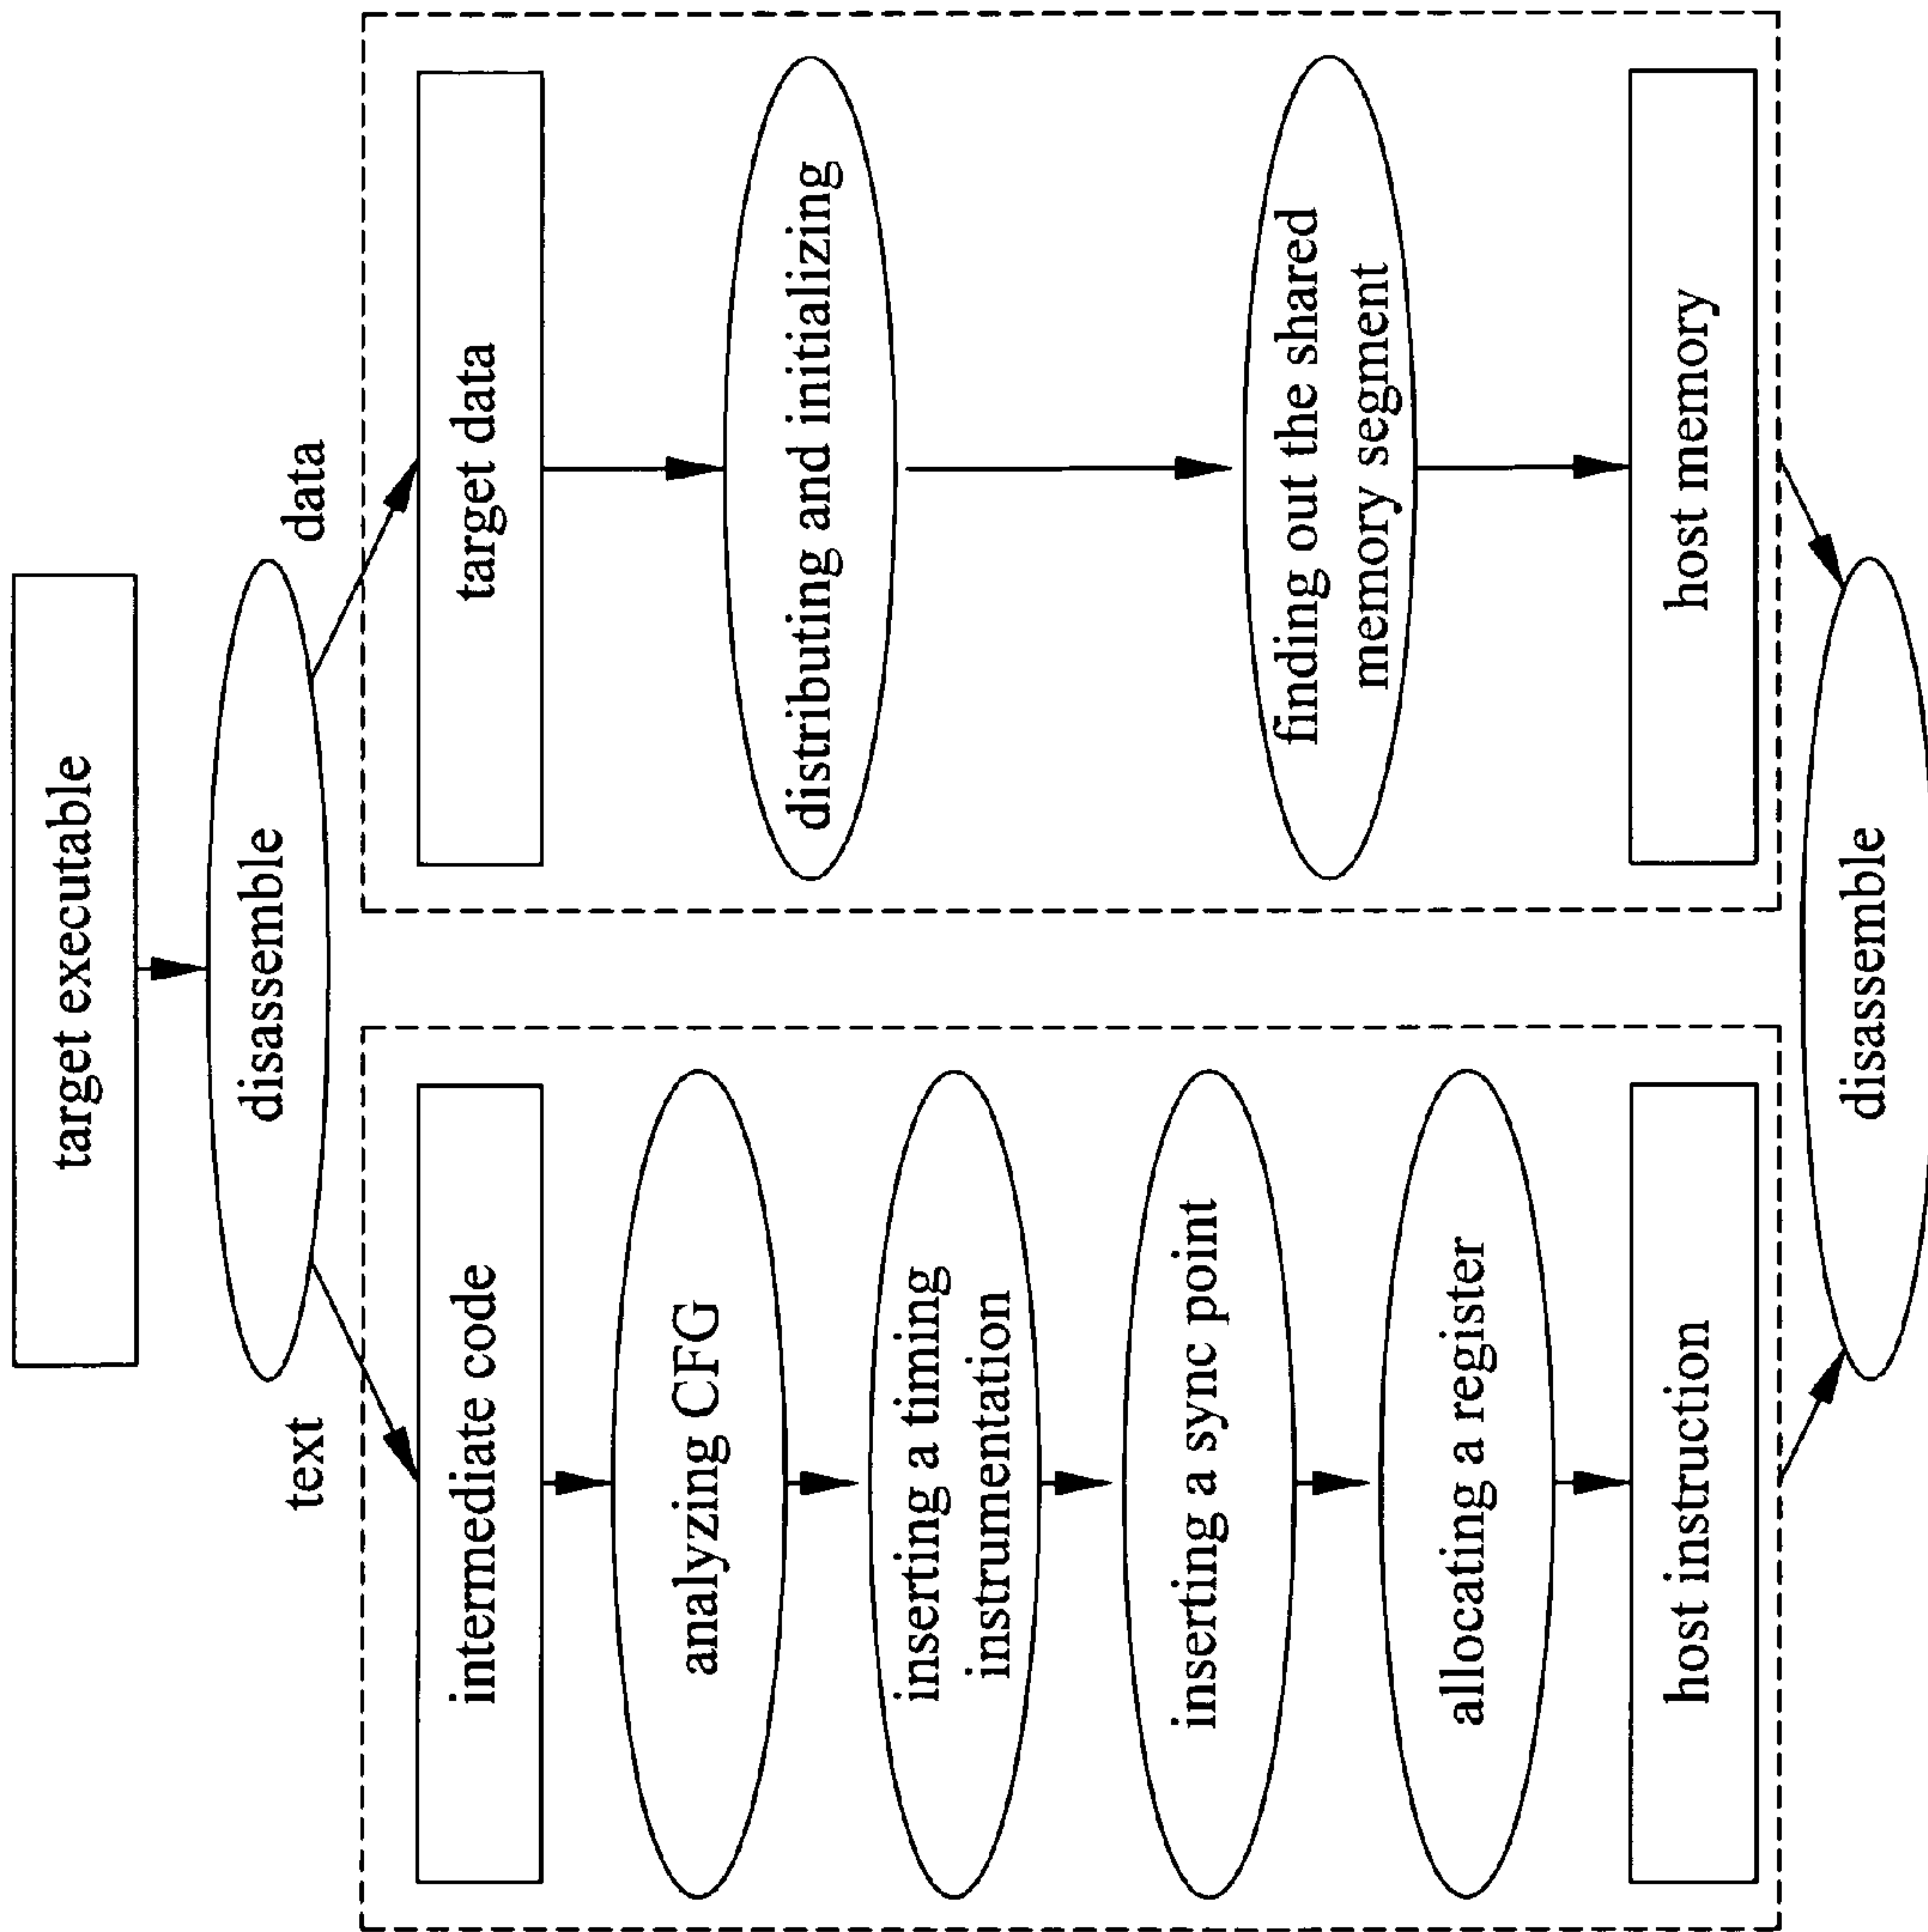 target executable
disassemble
text
data
intermediate code
analyzing CFG
inserting a timing
instrumentation
inserting a sync point
allocating a register
host instruction
target data
distributing and initializing
finding out the shared
memory segment
host memory
disassemble